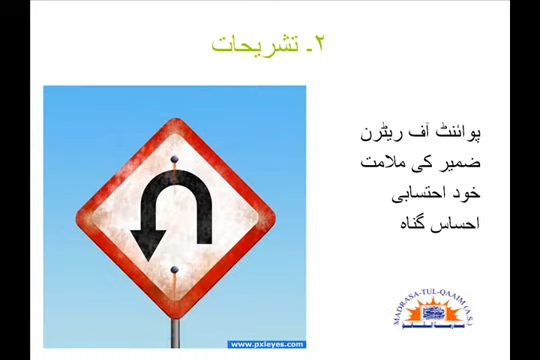 ۲۔ تشریحات
پوائنٹ آف ریٹرن
ضمیر کی ملامت
خود احتسابی
احساس گناہ
MADRASA-TUL-QAAIM (A.S.)
www.pxleyes.com